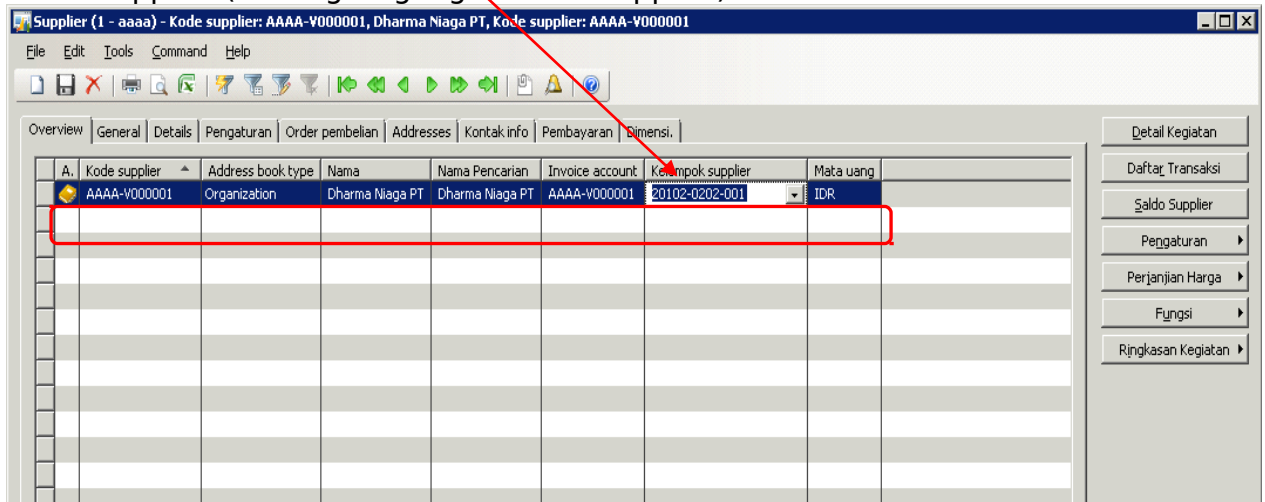 Supplier (1 - aaaa) - Kode supplier: AAAA-V000001, Dharma Niaga PT, Kode supplier: AAAA-V000001
File Edit Tools Command Help
Overview General Details Pengaturan Order pembelian Addresses Kontak info Pembayaran Dimensi.
Detail Kegiatan
A. Kode supplier Address book type Nama Nama Pencarian Invoice account Kelompok supplier Mata uang
Daftar Transaksi
AAAA-V000001 Organization Dharma Niaga PT Dharma Niaga PT AAAA-V000001 20102-0202-001 IDR
Saldo Supplier
Pengaturan
Perjanjian Harga
Fungsi
Ringkasan Kegiatan